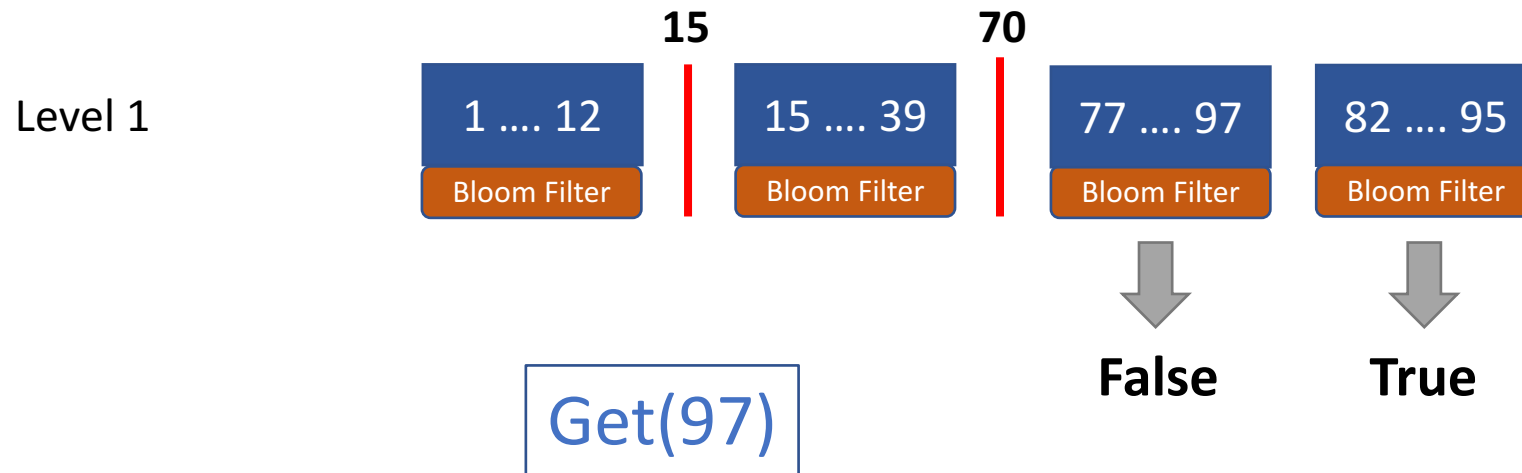 15 70
Level 1 1 .... 12 15 .... 39 77 .... 97 82 .... 95
Bloom Filter Bloom Filter Bloom Filter Bloom Filter
False True
Get(97)